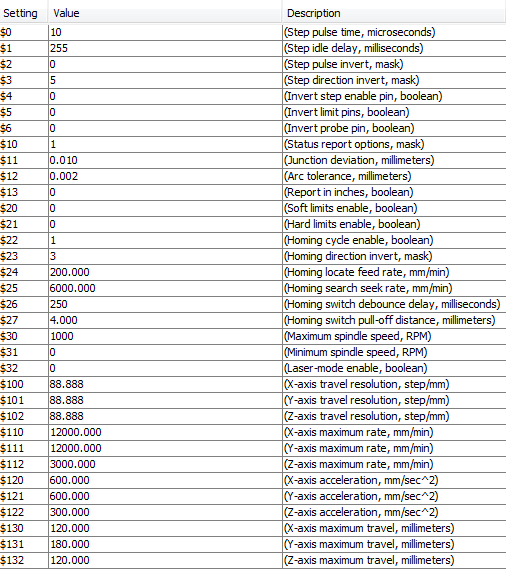 Setting Value Description
$0 10 (Step pulse time, microseconds)
$1 255 (Step idle delay, milliseconds)
$2 0 (Step pulse invert, mask)
$3 5 (Step direction invert, mask)
$4 0 (Invert step enable pin, boolean)
$5 0 (Invert limit pins, boolean)
$6 0 (Invert probe pin, boolean)
$10 1 (Status report options, mask)
$11 0.010 (Junction deviation, millimeters)
$12 0.002 (Arc tolerance, millimeters)
$13 0 (Report in inches, boolean)
$20 0 (Soft limits enable, boolean)
$21 0 (Hard limits enable, boolean)
$22 1 (Homing cycle enable, boolean)
$23 3 (Homing direction invert, mask)
$24 200.000 (Homing locate feed rate, mm/min)
$25 6000.000 (Homing search seek rate, mm/min)
$26 250 (Homing switch debounce delay, milliseconds)
$27 4.000 (Homing switch pull-off distance, millimeters)
$30 1000 (Maximum spindle speed, RPM)
$31 0 (Minimum spindle speed, RPM)
$32 0 (Laser-mode enable, boolean)
$100 88.888 (X-axis travel resolution, step/mm)
$101 88.888 (Y-axis travel resolution, step/mm)
$102 88.888 (Z-axis travel resolution, step/mm)
$110 12000.000 (X-axis maximum rate, mm/min)
$111 12000.000 (Y-axis maximum rate, mm/min)
$112 3000.000 (Z-axis maximum rate, mm/min)
$120 600.000 (X-axis acceleration, mm/sec^2)
$121 600.000 (Y-axis acceleration, mm/sec^2)
$122 300.000 (Z-axis acceleration, mm/sec^2)
$130 120.000 (X-axis maximum travel, millimeters)
$131 180.000 (Y-axis maximum travel, millimeters)
$132 120.000 (Z-axis maximum travel, millimeters)